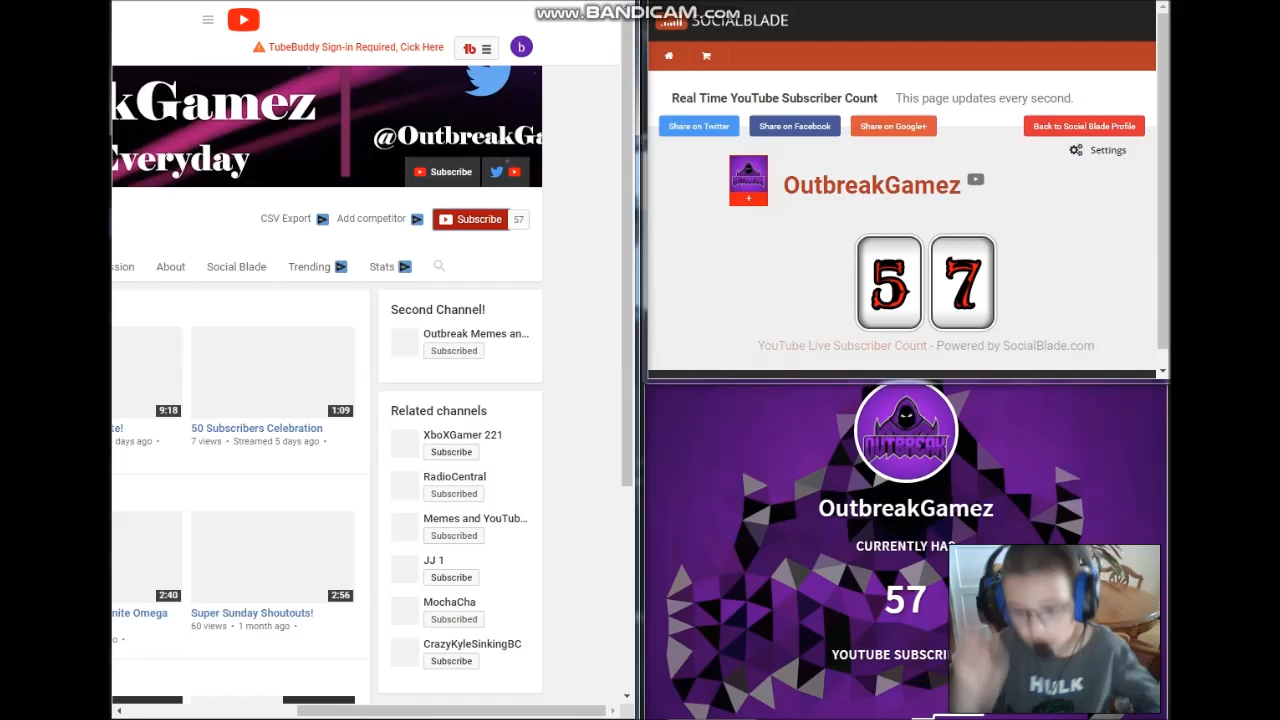 www.BANDICAM.com
TubeBuddy Sign-in Required, Cick Here
tb
b
kGamez
Everyday
@OutbreakGa
Subscribe
CSV Export
Add competitor
Subscribe
57
ssion
About
Social Blade
Trending
Stats
Second Channel!
Outbreak Memes an...
Subscribed
Related channels
XboXGamer 221
Subscribe
RadioCentral
Subscribed
Memes and YouTub...
Subscribed
JJ 1
Subscribe
MochaCha
Subscribed
CrazyKyleSinkingBC
Subscribe
9:18
1:09
te!
50 Subscribers Celebration
days ago •
7 views • Streamed 5 days ago •
2:40
2:56
nite Omega
Super Sunday Shoutouts!
60 views • 1 month ago •
o •
SOCIALBLADE
Real Time YouTube Subscriber Count
This page updates every second.
Share on Twitter
Share on Facebook
Share on Google+
Back to Social Blade Profile
Settings
+
OutbreakGamez
5 7
YouTube Live Subscriber Count - Powered by SocialBlade.com
OUTBREAK
OutbreakGamez
CURRENTLY HAS
57
YOUTUBE SUBSCRI
HULK